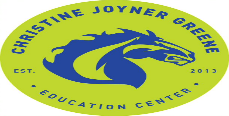 CHRISTINE JOYNER GREENE
EST. 2013
• EDUCATION CENTER •